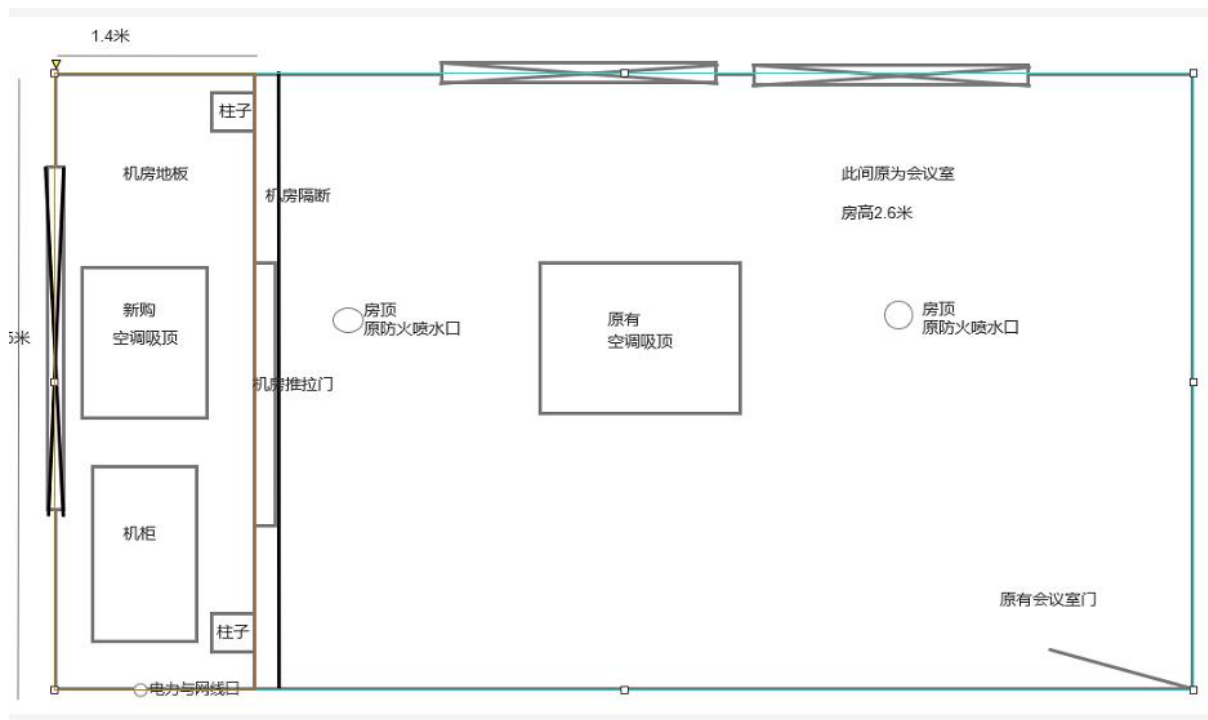 1.4米
柱子
机房地板
此间原为会议室
机房隔断
房高2.6米
新购
空调吸顶
房顶
原防火喷水口
原有
空调吸顶
房顶
原防火喷水口
5米
机房推拉门
机柜
原有会议室门
柱子
电力与网线口